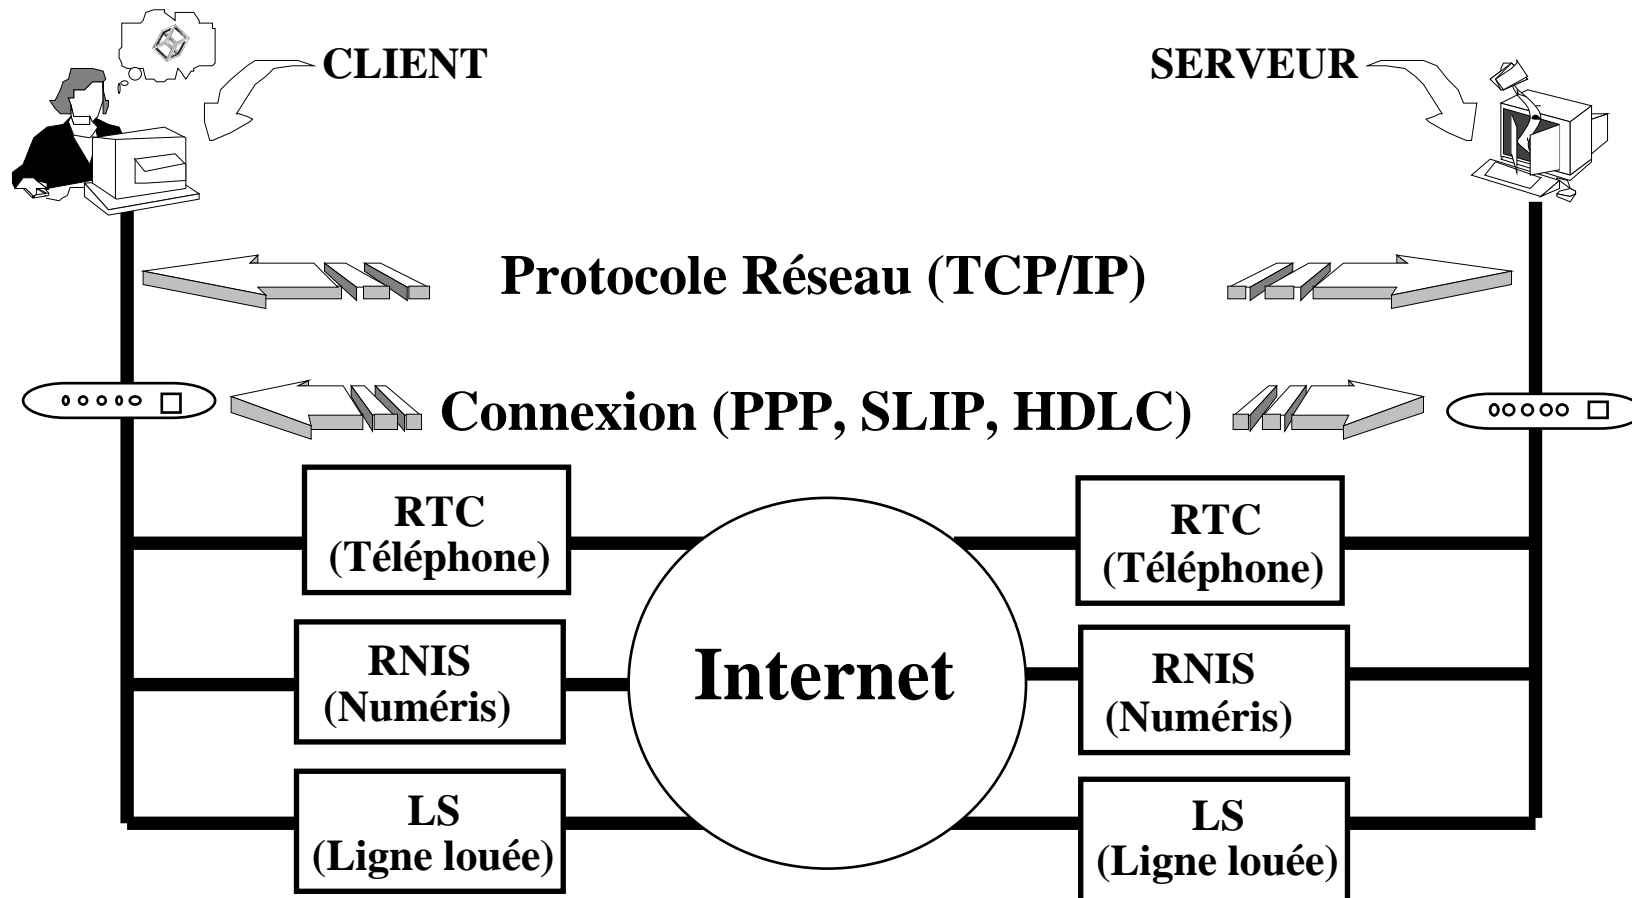 CLIENT
SERVEUR
Protocole Réseau (TCP/IP)
Connexion (PPP, SLIP, HDLC)
RTC
(Téléphone)
RTC
(Téléphone)
RNIS
(Numéris)
Internet
RNIS
(Numéris)
LS
(Ligne louée)
LS
(Ligne louée)